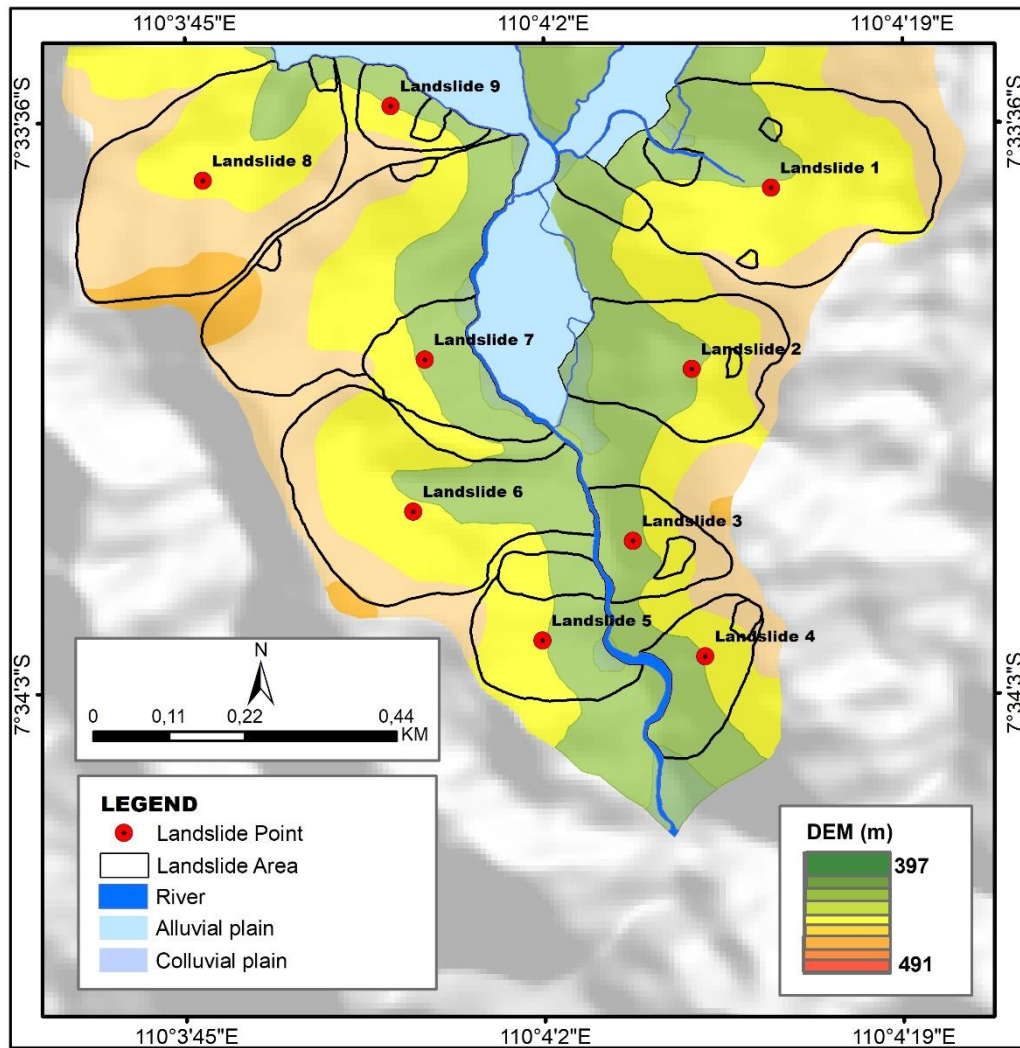 110°3'45"E 110°4'2"E 110°4'19"E
7°33'36"S
7°33'36"S
Landslide 9
Landslide 8
Landslide 1
Landslide 7
Landslide 2
Landslide 6
Landslide 3
Landslide 5
Landslide 4
7°34'3"S
7°34'3"S
N
0 0,11 0,22 0,44
KM
LEGEND
Landslide Point
Landslide Area
River
Alluvial plain
Colluvial plain
DEM (m)
397
491
110°3'45"E 110°4'2"E 110°4'19"E